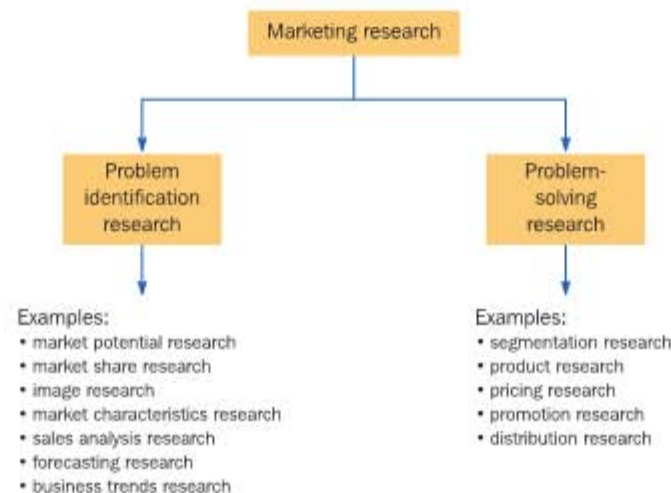 Marketing research
Problem
identification
research
Problem-
solving
research
Examples:
• market potential research
• market share research
• image research
• market characteristics research
• sales analysis research
• forecasting research
• business trends research
Examples:
• segmentation research
• product research
• pricing research
• promotion research
• distribution research